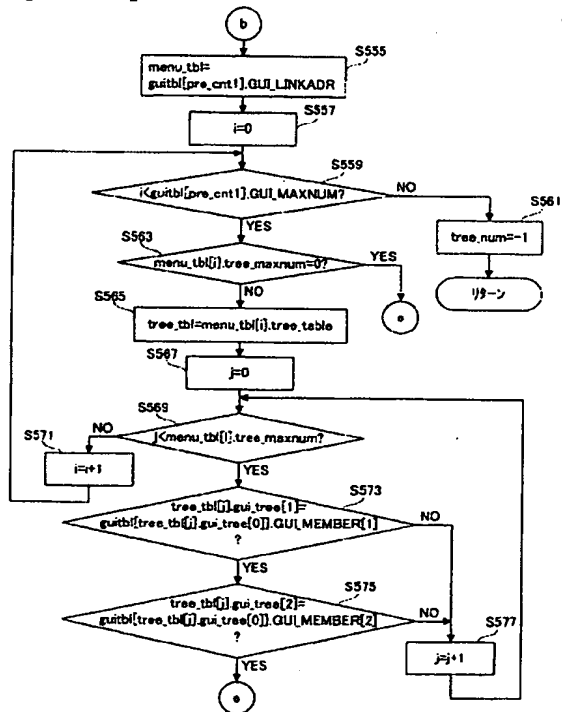 b
S555
menu_tbl=
guitbl[pre_cnt1].GUI_LINKADR
S557
i=0
S559
i<guitbl[pre_cnt1].GUI_MAXNUM?
NO
S561
YES
tree_num=-1
S563
menu_tbl[i].tree_maxnum=0?
YES
リターン
NO
S565
tree_tbl=menu_tbl[i].tree_table
S567
j=0
S569
j<menu_tbl[i].tree_maxnum?
NO
S571
i=i+1
YES
S573
tree_tbl[j].gui_tree[1]=
guitbl[tree_tbl[j].gui_tree[0]].GUI_MEMBER[1]
?
NO
YES
S575
tree_tbl[j].gui_tree[2]=
guitbl[tree_tbl[j].gui_tree[0]].GUI_MEMBER[2]
?
NO
S577
j=j+1
YES